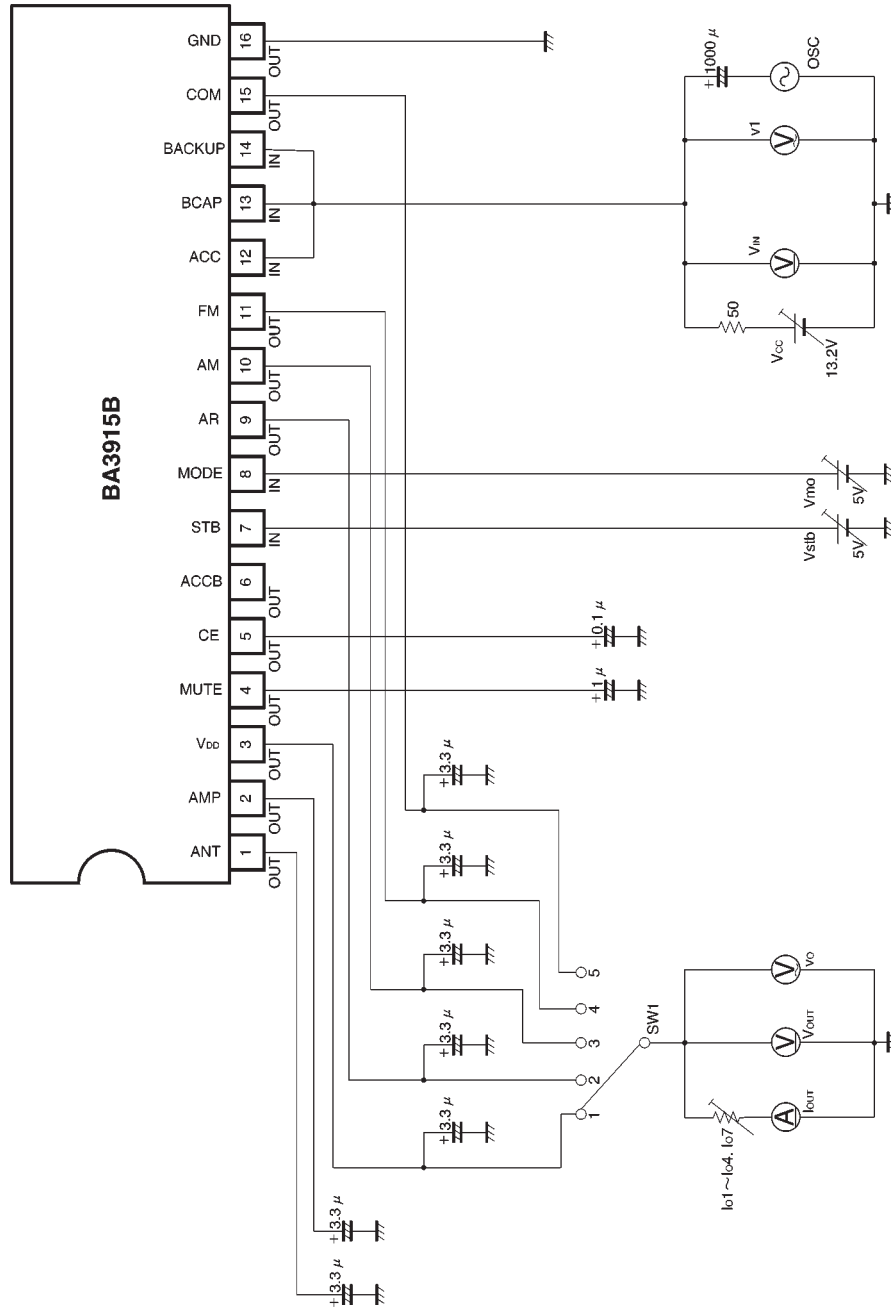 BA3915B
GND 16 OUT
COM 15 OUT
BACKUP 14 IN
BCAP 13 IN
ACC 12 IN
FM 11 OUT
AM 10 OUT
AR 9 OUT
MODE 8 IN
STB 7 IN
ACCB 6 OUT
CE 5 OUT
MUTE 4 OUT
VDD 3 OUT
AMP 2 OUT
ANT 1 OUT
+ 1000 μ
OSC
V
v1
V
VIN
50
VCC
13.2V
Vmo
5V
Vstb
5V
+ 0.1 μ
+ 1 μ
+ 3.3 μ
+ 3.3 μ
+ 3.3 μ
+ 3.3 μ
+ 3.3 μ
+ 3.3 μ
+ 3.3 μ
5
4
3
2
1
SW1
V
vo
V
VOUT
A
IOUT
Io1～Io4. Io7